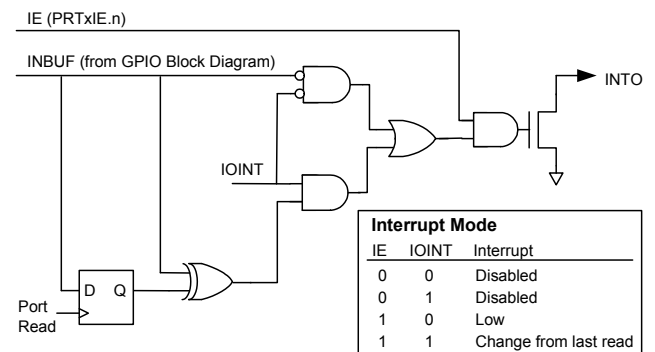 IE (PRTxIE.n)
INBUF (from GPIO Block Diagram)
INTO
IOINT
D Q
Port
Read
Interrupt Mode
IE IOINT Interrupt
0 0 Disabled
0 1 Disabled
1 0 Low
1 1 Change from last read